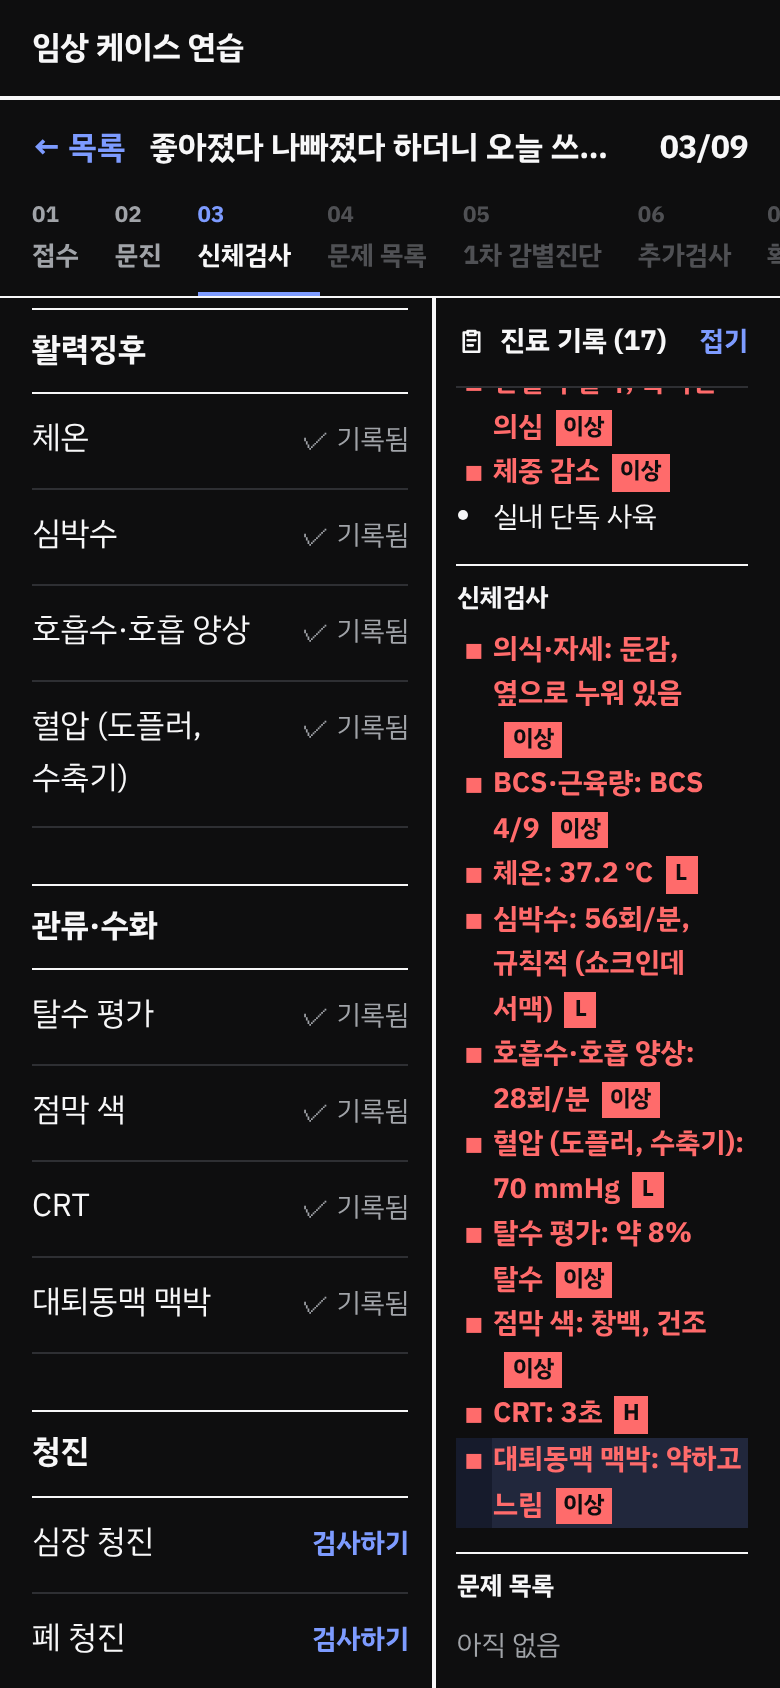 임상 케이스 연습
← 목록 좋아졌다 나빠졌다 하더니 오늘 쓰... 03/09
01 02 03 04 05 06
접수 문진 신체검사 문제 목록 1차 감별진단 추가검사
활력징후
체온 ✓ 기록됨
심박수 ✓ 기록됨
호흡수·호흡 양상 ✓ 기록됨
혈압 (도플러, ✓ 기록됨
수축기)
관류·수화
탈수 평가 ✓ 기록됨
점막 색 ✓ 기록됨
CRT ✓ 기록됨
대퇴동맥 맥박 ✓ 기록됨
청진
심장 청진 검사하기
폐 청진 검사하기
진료 기록 (17) 접기
의심 이상
체중 감소 이상
실내 단독 사육
신체검사
의식·자세: 둔감,
옆으로 누워 있음
이상
BCS·근육량: BCS
4/9 이상
체온: 37.2 °C L
심박수: 56회/분,
규칙적 (쇼크인데
서맥) L
호흡수·호흡 양상:
28회/분 이상
혈압 (도플러, 수축기):
70 mmHg L
탈수 평가: 약 8%
탈수 이상
점막 색: 창백, 건조
이상
CRT: 3초 H
대퇴동맥 맥박: 약하고
느림 이상
문제 목록
아직 없음